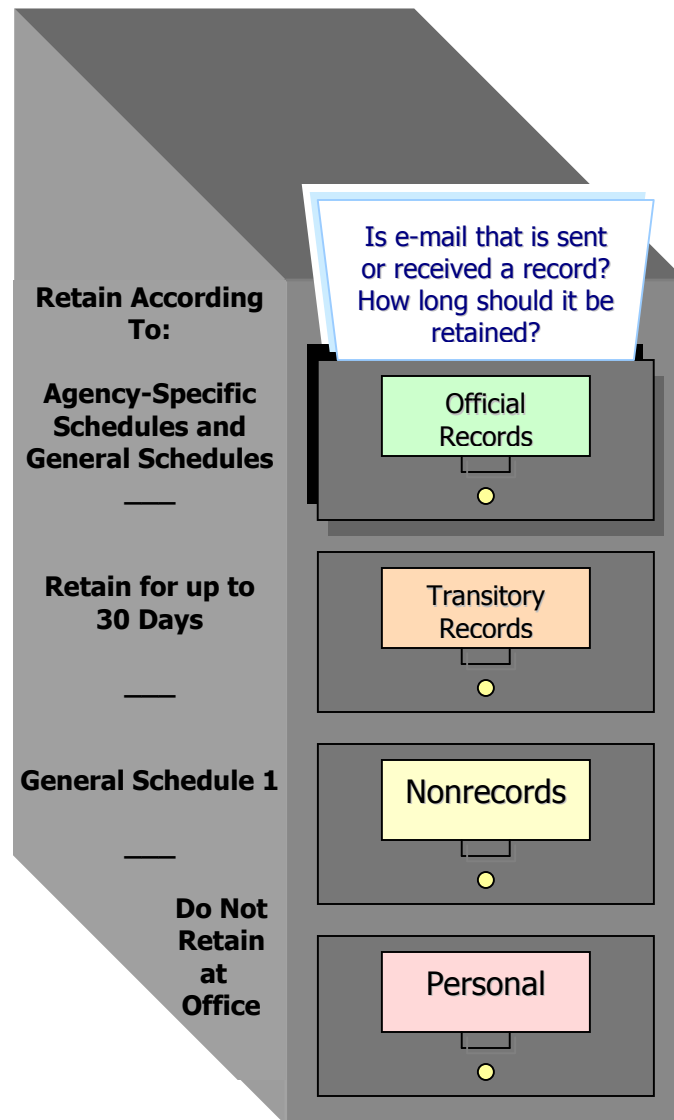 Is e-mail that is sent
or received a record?
How long should it be
retained?
Retain According
To:
Agency-Specific
Schedules and
General Schedules
Official
Records
Retain for up to
30 Days
Transitory
Records
General Schedule 1
Nonrecords
Do Not
Retain
at
Office
Personal